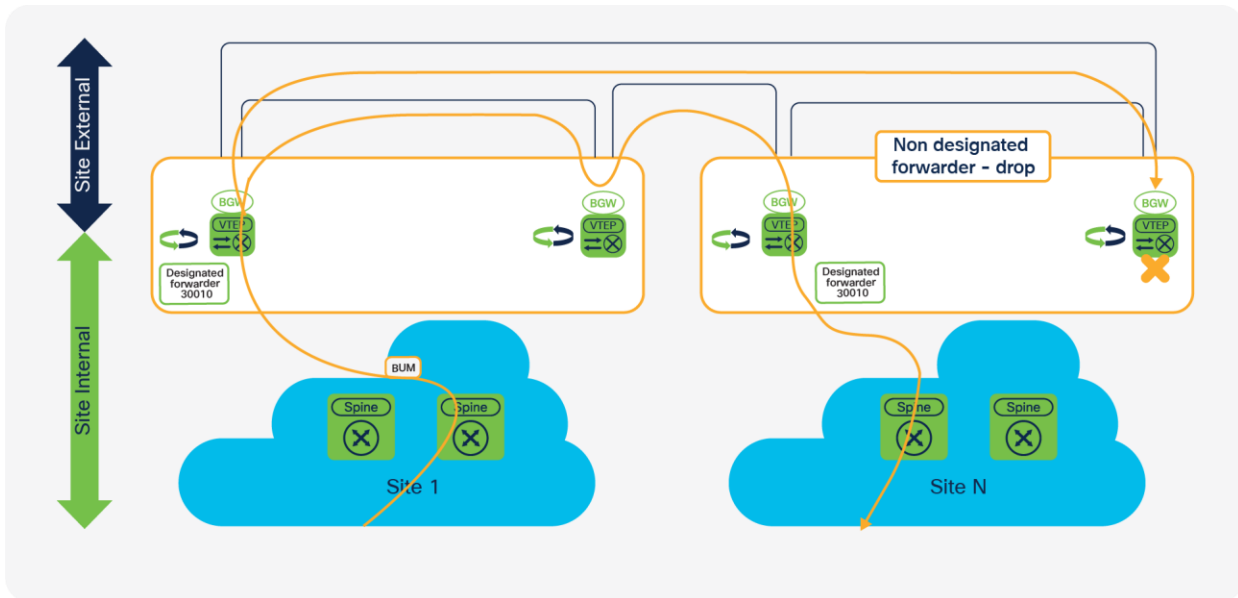 Site External
Site Internal
Non designated
forwarder - drop
BGW
VTEP
BGW
VTEP
BGW
VTEP
BGW
VTEP
Designated
forwarder
30010
Designated
forwarder
30010
BUM
Spine
Spine
Spine
Spine
Site 1
Site N